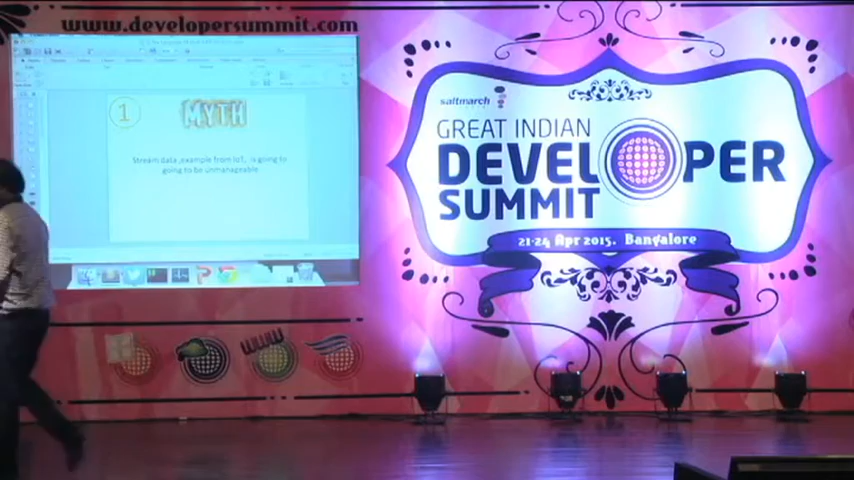 www.developersummit.com
1
MYTH
Stream data ,example from IoT, is going to
going to be unmanageable
saltmarch
GREAT INDIAN
DEVELOPER
SUMMIT
21-24 Apr 2015. Bangalore